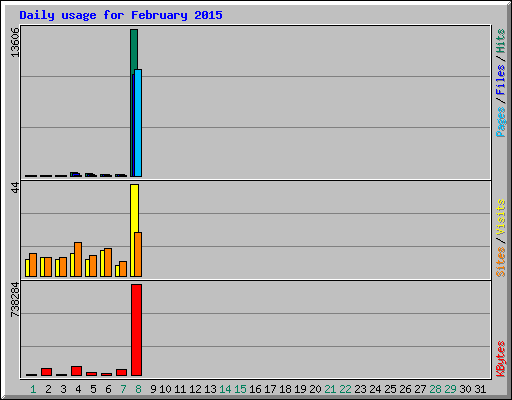 Daily usage for February 2015
13606
44
738284
Pages / Files / Hits
Sites / Visits
KBytes
1 2 3 4 5 6 7 8 9 10 11 12 13 14 15 16 17 18 19 20 21 22 23 24 25 26 27 28 29 30 31